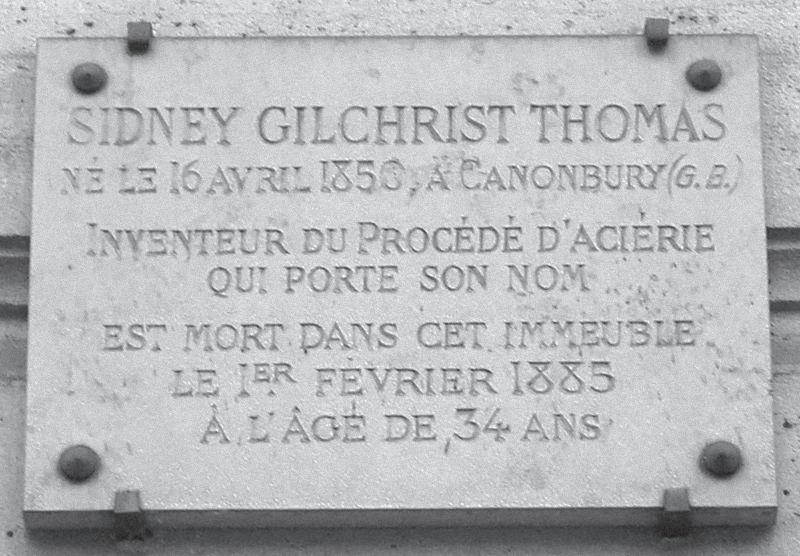 SIDNEY GILCHRIST THOMAS
NÉ LE 16 AVRIL 1850, A CANONBURY (G.B.)
INVENTEUR DU PROCÉDÉ D'ACIÉRIE
QUI PORTE SON NOM
EST MORT DANS CET IMMEUBLE
LE 1ER FÉVRIER 1885
À L'ÂGE DE 34 ANS